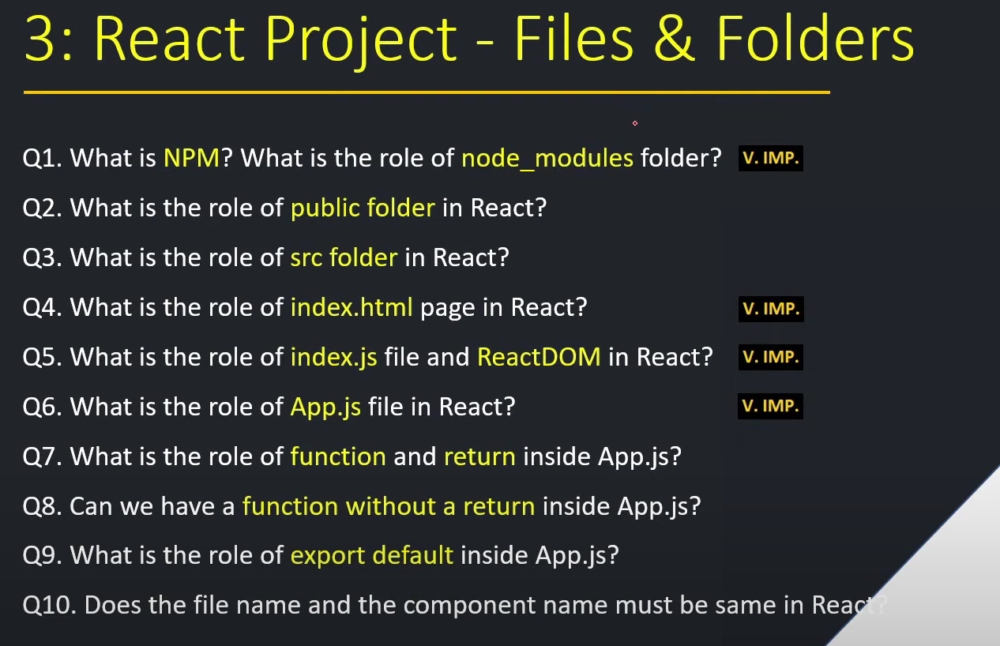 3: React Project - Files & Folders
Q1. What is NPM? What is the role of node_modules folder? V. IMP.
Q2. What is the role of public folder in React?
Q3. What is the role of src folder in React?
Q4. What is the role of index.html page in React? V. IMP.
Q5. What is the role of index.js file and ReactDOM in React? V. IMP.
Q6. What is the role of App.js file in React? V. IMP.
Q7. What is the role of function and return inside App.js?
Q8. Can we have a function without a return inside App.js?
Q9. What is the role of export default inside App.js?
Q10. Does the file name and the component name must be same in React?